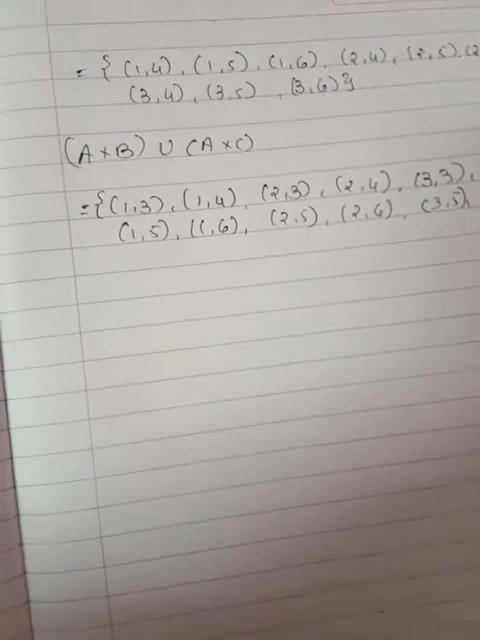 = { (1,4), (1,5), (1,6), (2,4), (2,5), (2
(3,4), (3,5), (3,6)}
(A×B) ∪ (A×C)
= {(1,3), (1,4), (2,3), (2,4), (3,3),
(1,5), (1,6), (2,5), (2,6), (3,5),